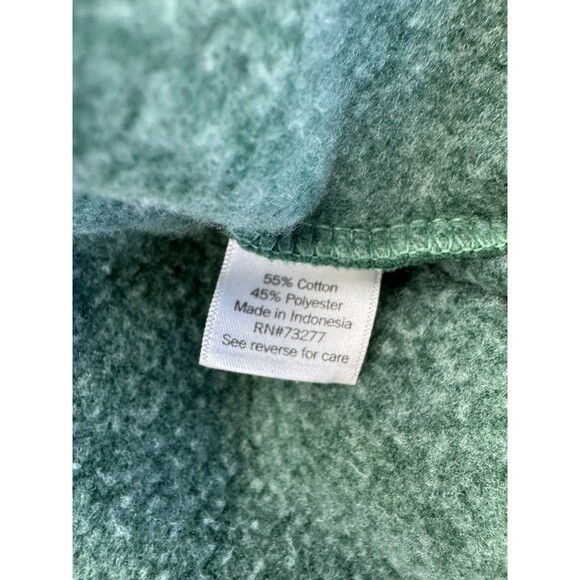 55% Cotton
45% Polyester
Made in Indonesia
RN#73277
See reverse for care